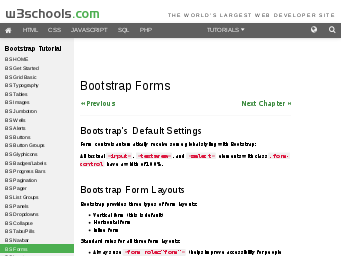 w3schools.com
THE WORLD'S LARGEST WEB DEVELOPER SITE
HTML CSS JAVASCRIPT SQL PHP TUTORIALS ▼
Bootstrap Tutorial
BS HOME
BS Get Started
BS Grid Basic
BS Typography
BS Tables
BS Images
BS Jumbotron
BS Wells
BS Alerts
BS Buttons
BS Button Groups
BS Glyphicons
BS Badges/Labels
BS Progress Bars
BS Pagination
BS Pager
BS List Groups
BS Panels
BS Dropdowns
BS Collapse
BS Tabs/Pills
BS Navbar
BS Forms
Bootstrap Forms
« Previous
Next Chapter »
Bootstrap's Default Settings
Form controls automatically receive some global styling with Bootstrap:
All textual <input>, <textarea>, and <select> elements with class .form-
control have a width of 100%.
Bootstrap Form Layouts
Bootstrap provides three types of form layouts:
• Vertical form (this is default)
• Horizontal form
• Inline form
Standard rules for all three form layouts:
• Always use <form role="form"> (helps improve accessibility for people